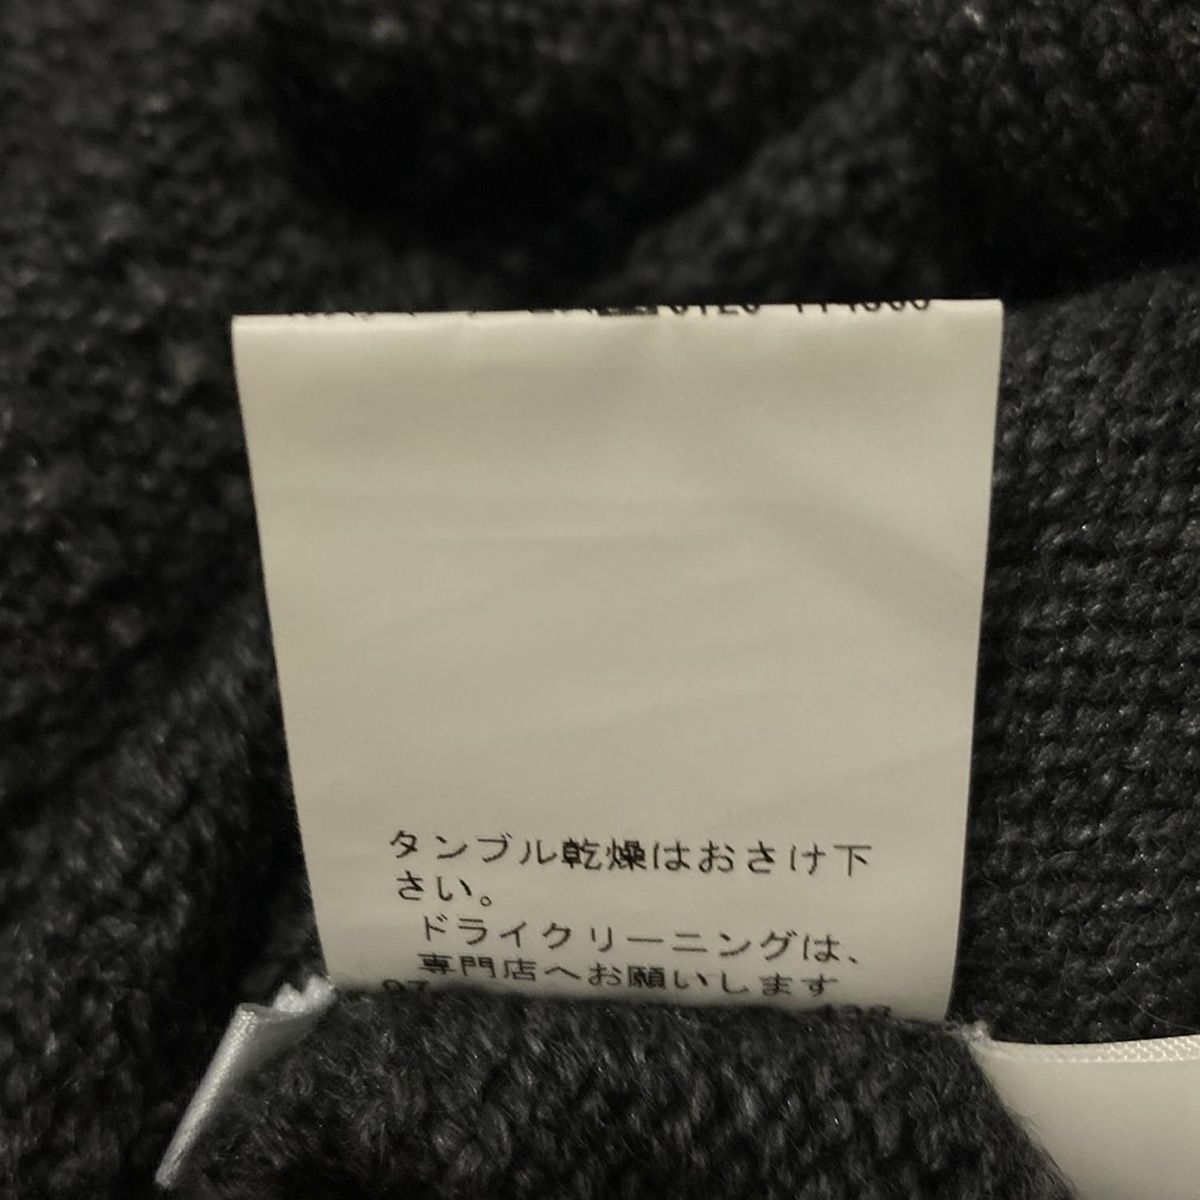 タンブル乾燥はおさけ下
さい。
ドライクリーニングは、
専門店へお願いします